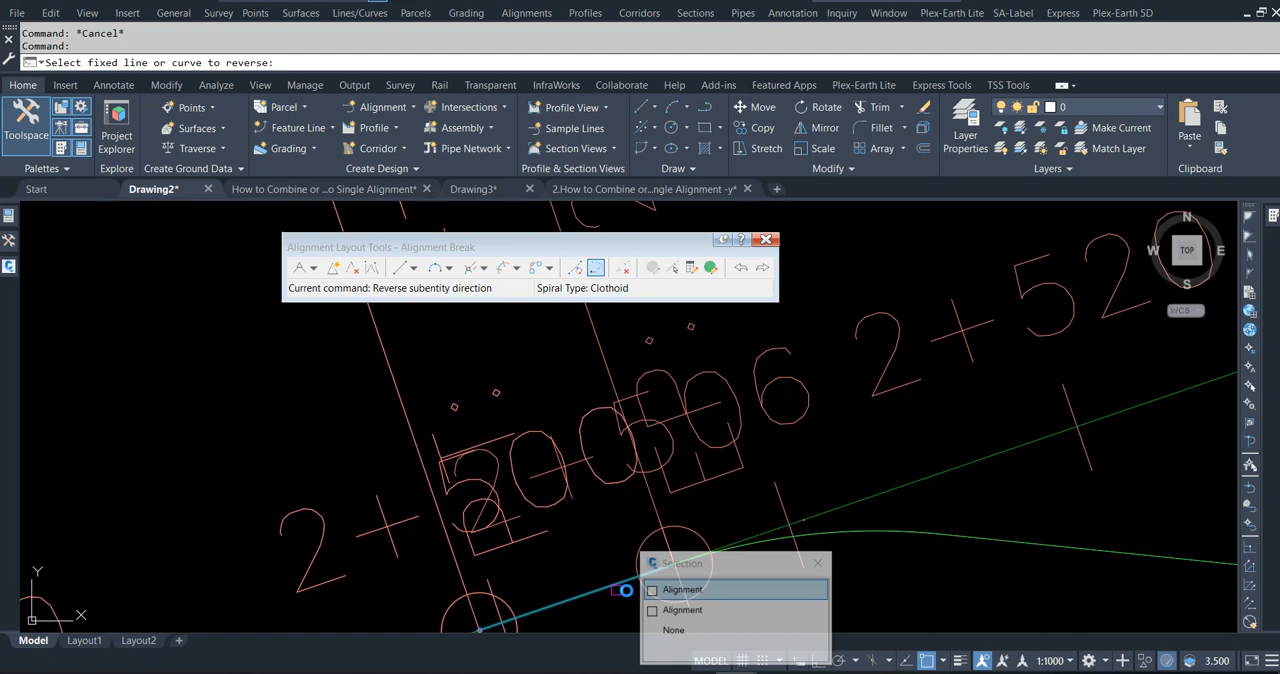 File Edit View Insert General Survey Points Surfaces Lines/Curves Parcels Grading Alignments Profiles Corridors Sections Pipes Annotation Inquiry Window Plex-Earth Lite SA-Label Express Plex-Earth 5D
Command: *Cancel*
Command:
Select fixed line or curve to reverse:
Home Insert Annotate Modify Analyze View Manage Output Survey Rail Transparent InfraWorks Collaborate Help Add-ins Featured Apps Plex-Earth Lite Express Tools TSS Tools
Toolspace
Palettes
Project Explorer
Explore
Points
Surfaces
Traverse
Create Ground Data
Parcel
Feature Line
Grading
Alignment
Profile
Corridor
Intersections
Assembly
Pipe Network
Create Design
Profile View
Sample Lines
Section Views
Profile & Section Views
Draw
Move
Copy
Stretch
Rotate
Mirror
Scale
Trim
Fillet
Array
Modify
Layer Properties
0
Make Current
Match Layer
Layers
Paste
Clipboard
Start Drawing2* How to Combine or ...o Single Alignment* Drawing3* 2.How to Combine or...ngle Alignment -y*
Alignment Layout Tools - Alignment Break
Current command: Reverse subentity direction Spiral Type: Clothoid
N
W TOP E
S
WCS
2+52
Selection
Alignment
Alignment
None
Y
X
Model Layout1 Layout2
MODEL 1:1000 3.500